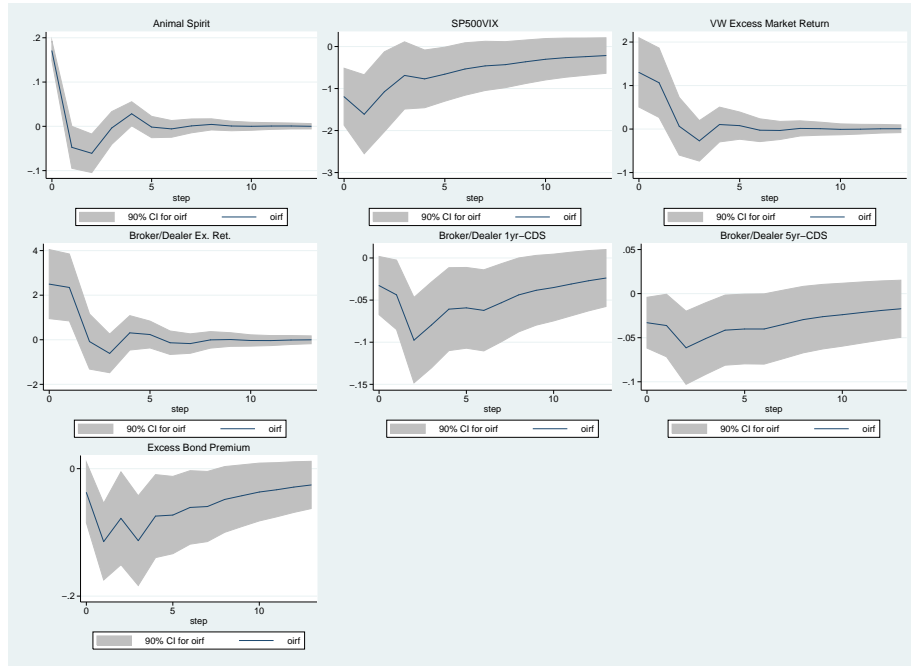 Animal Spirit
.2
.1
0
-.1
0
5
10
step
90% CI for oirf
oirf
SP500VIX
0
-1
-2
-3
0
5
10
step
90% CI for oirf
oirf
VW Excess Market Return
2
1
0
-1
0
5
10
step
90% CI for oirf
oirf
Broker/Dealer Ex. Ret.
4
2
0
-2
0
5
10
step
90% CI for oirf
oirf
Broker/Dealer 1yr-CDS
0
-.05
-.1
-.15
0
5
10
step
90% CI for oirf
oirf
Broker/Dealer 5yr-CDS
.05
0
-.05
-.1
0
5
10
step
90% CI for oirf
oirf
Excess Bond Premium
0
-.2
0
5
10
step
90% CI for oirf
oirf